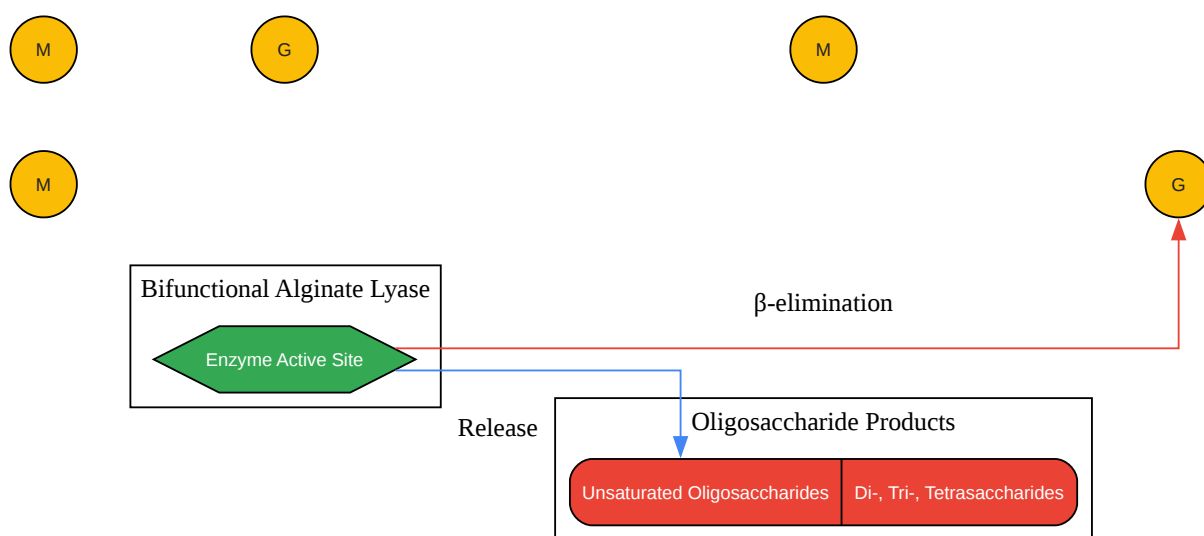 M
G
M
M
G
Bifunctional Alginate Lyase
β-elimination
Enzyme Active Site
Release
Oligosaccharide Products
Unsaturated Oligosaccharides
Di-, Tri-, Tetrasaccharides